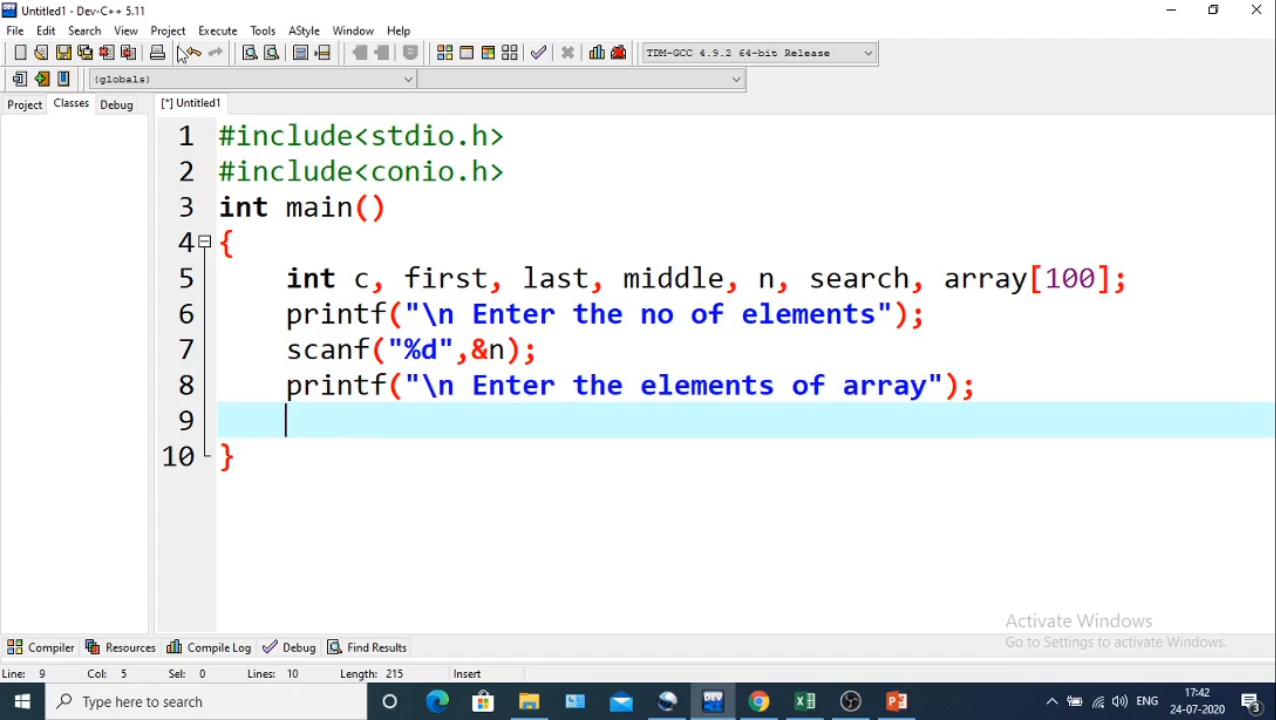 Untitled1 - Dev-C++ 5.11
File Edit Search View Project Execute Tools AStyle Window Help
TDM-GCC 4.9.2 64-bit Release
(globals)
Project Classes Debug [*] Untitled1
1 #include<stdio.h>
2 #include<conio.h>
3 int main()
4 {
5 int c, first, last, middle, n, search, array[100];
6 printf("\n Enter the no of elements");
7 scanf("%d",&n);
8 printf("\n Enter the elements of array");
9
10 }
Activate Windows
Go to Settings to activate Windows.
Compiler Resources Compile Log Debug Find Results
Line: 9 Col: 5 Sel: 0 Lines: 10 Length: 215 Insert
Type here to search
DEV
ENG
17:42
24-07-2020
3